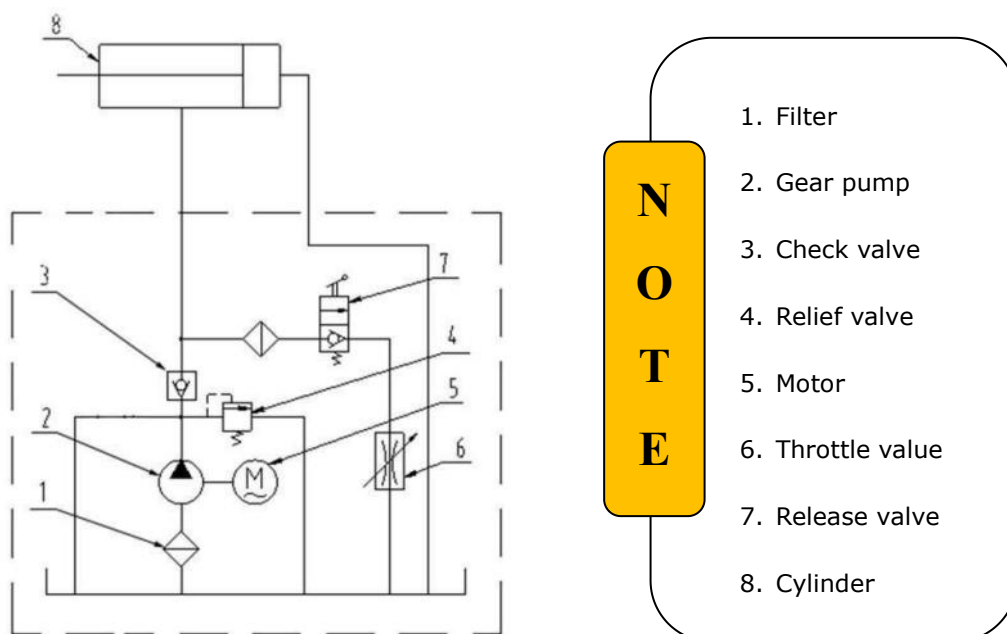 8
7
3
4
5
2
6
1
M
NOTE
1. Filter
2. Gear pump
3. Check valve
4. Relief valve
5. Motor
6. Throttle value
7. Release valve
8. Cylinder